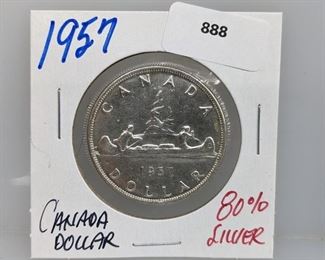 1957
888
CANADA
1957
DOLLAR
CANADA
DOLLAR
80%
SILVER